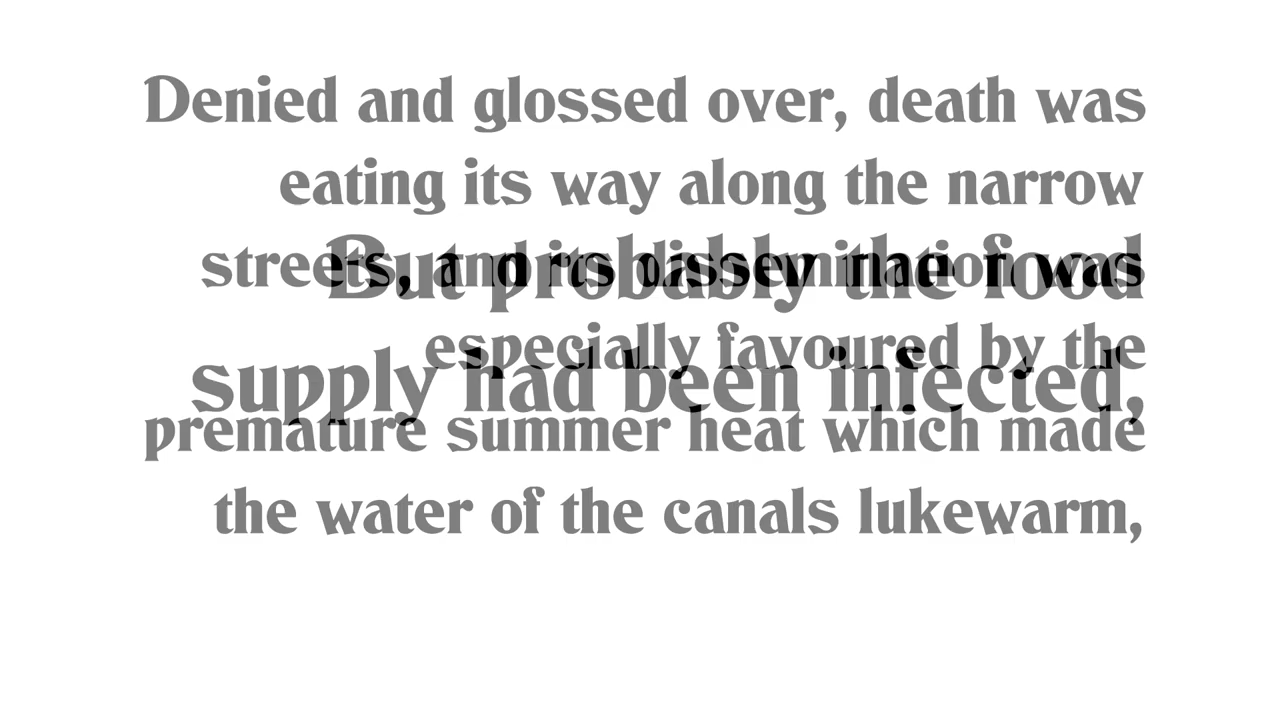 Denied and glossed over, death was
eating its way along the narrow
streets, and its dissemination was
especially favoured by the
premature summer heat which made
the water of the canals lukewarm,
But probably the food
supply had been infected,